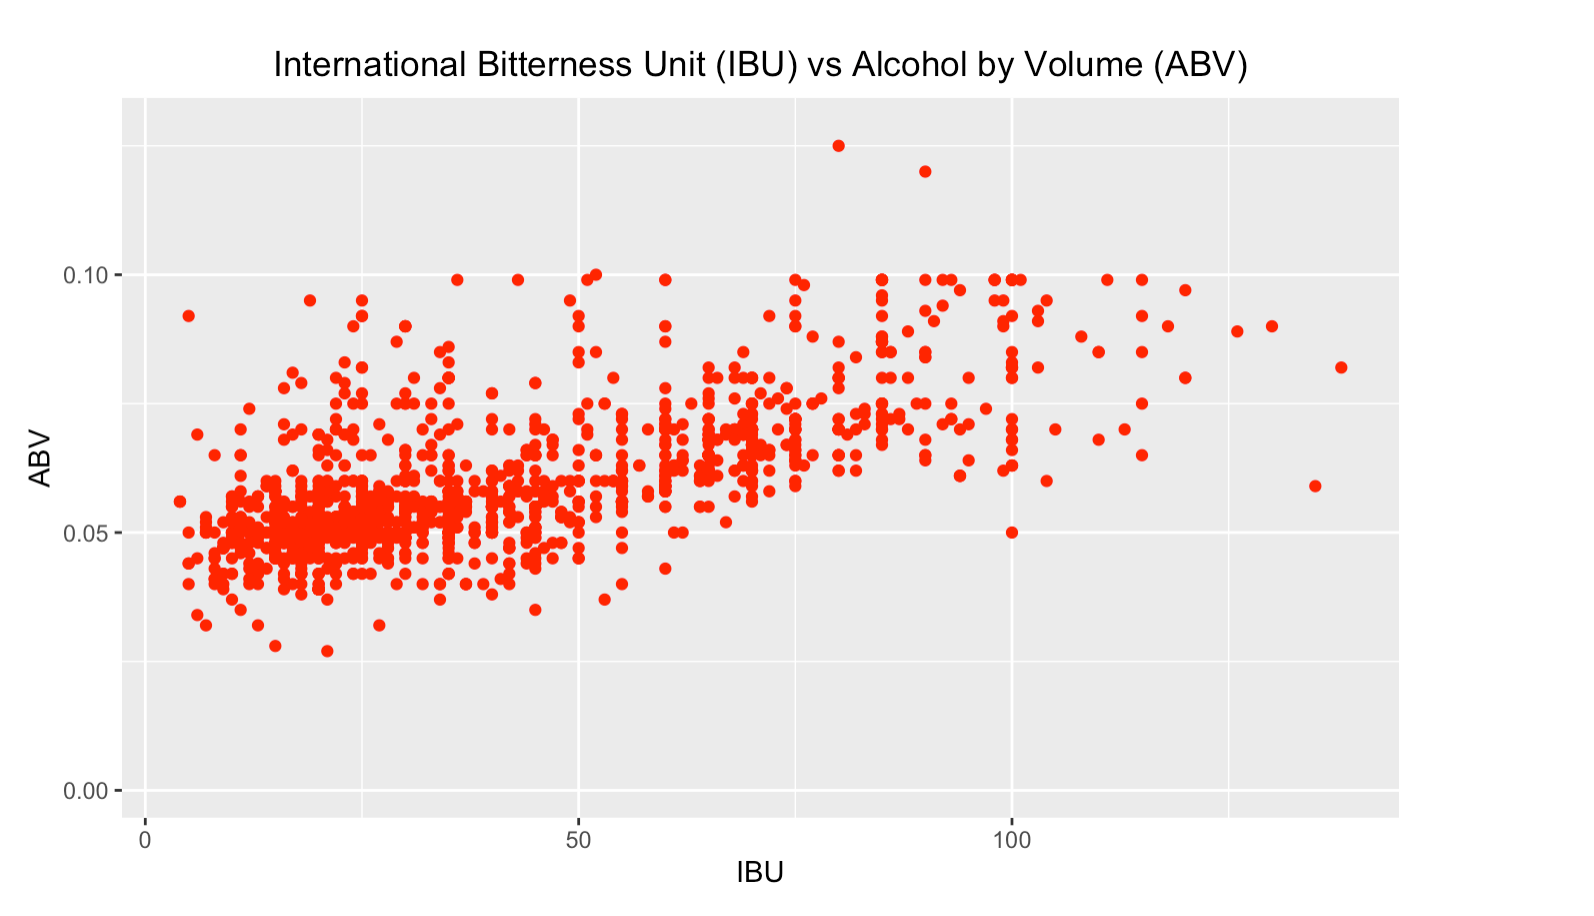 International Bitterness Unit (IBU) vs Alcohol by Volume (ABV)
ABV
0.10
0.05
0.00
0
50
100
IBU